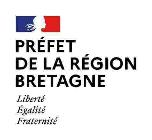 PRÉFET
DE LA RÉGION
BRETAGNE
Liberté
Égalité
Fraternité